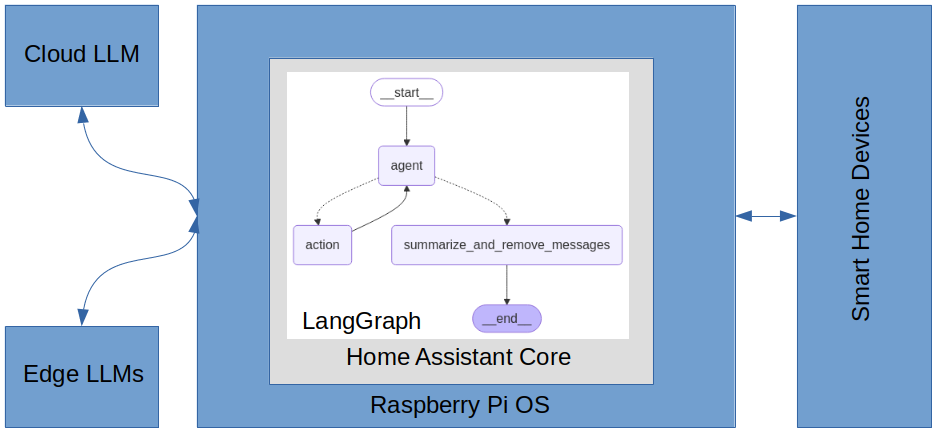 Cloud LLM
Edge LLMs
__start__
agent
action
summarize_and_remove_messages
__end__
LangGraph
Home Assistant Core
Raspberry Pi OS
Smart Home Devices